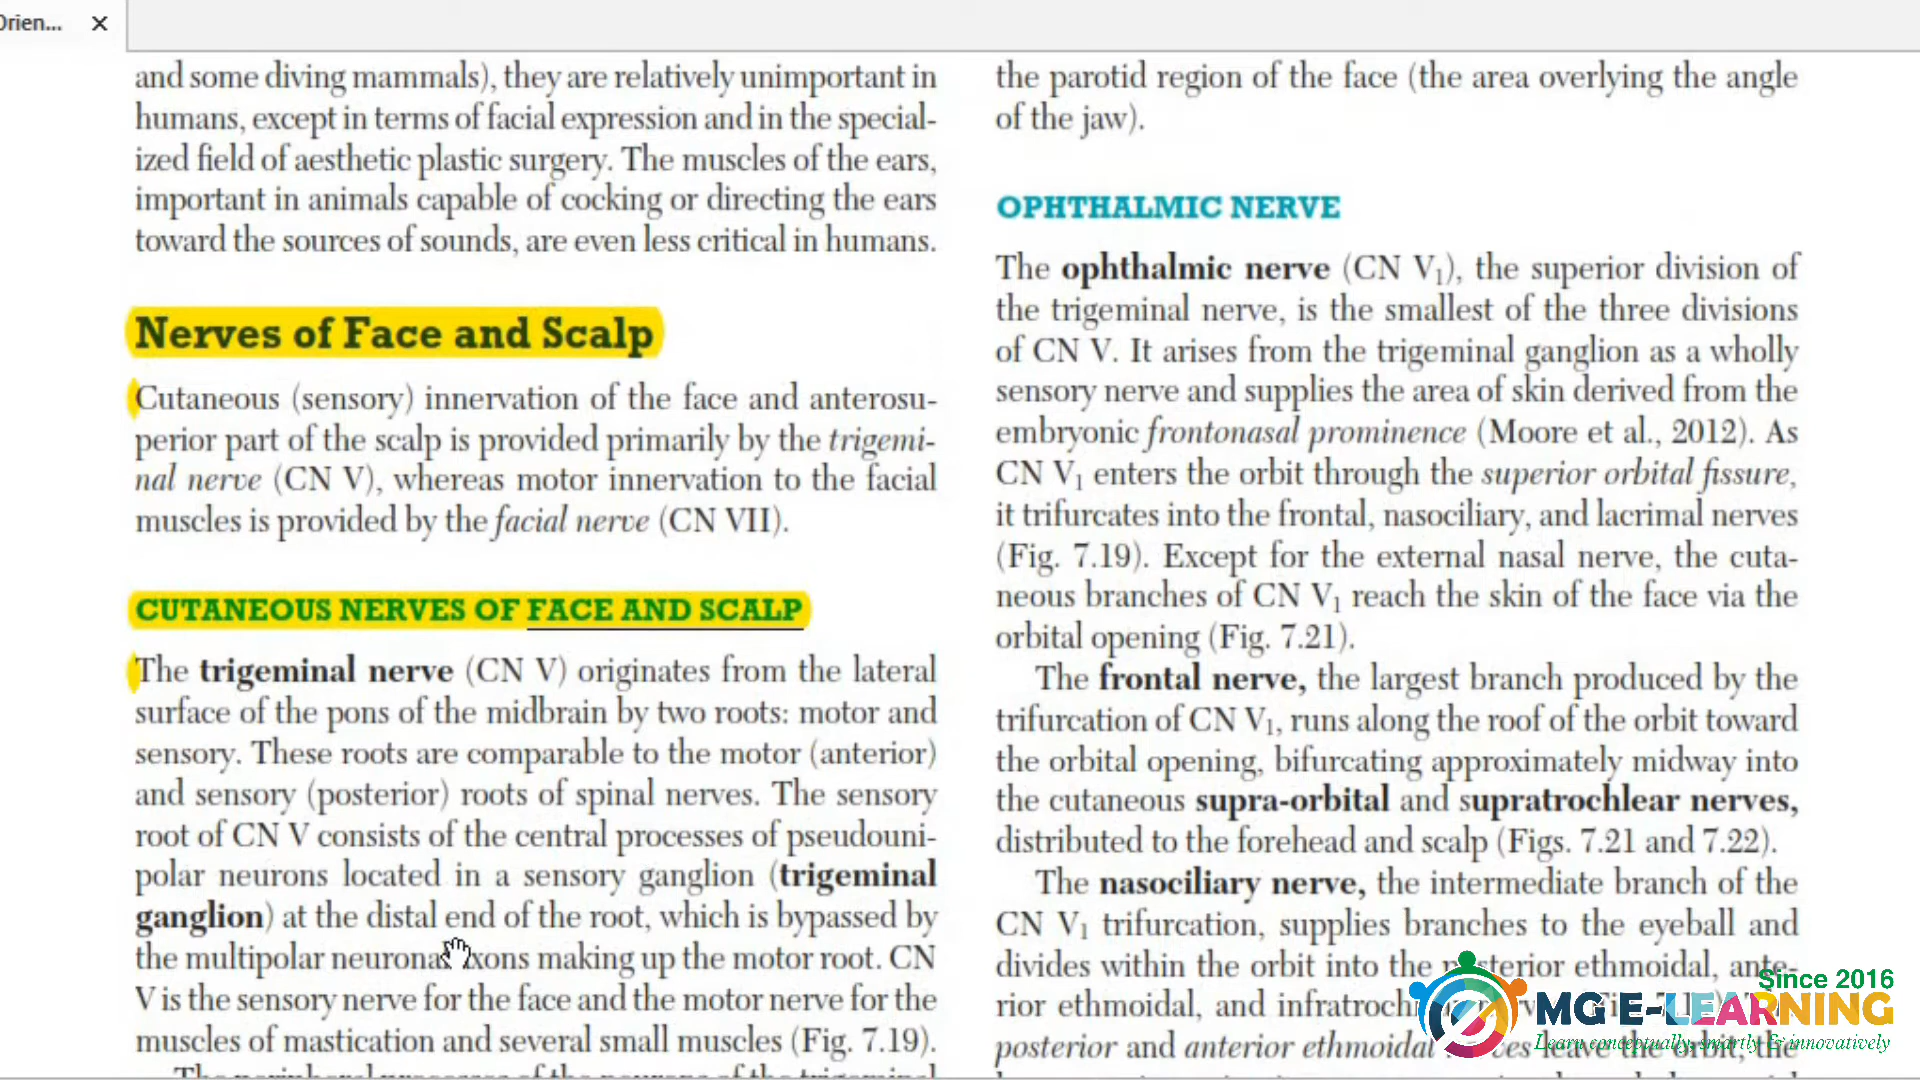 Orien...
and some diving mammals), they are relatively unimportant in
humans, except in terms of facial expression and in the special-
ized field of aesthetic plastic surgery. The muscles of the ears,
important in animals capable of cocking or directing the ears
toward the sources of sounds, are even less critical in humans.
Nerves of Face and Scalp
Cutaneous (sensory) innervation of the face and anterosu-
perior part of the scalp is provided primarily by the trigemi-
nal nerve (CN V), whereas motor innervation to the facial
muscles is provided by the facial nerve (CN VII).
CUTANEOUS NERVES OF FACE AND SCALP
The trigeminal nerve (CN V) originates from the lateral
surface of the pons of the midbrain by two roots: motor and
sensory. These roots are comparable to the motor (anterior)
and sensory (posterior) roots of spinal nerves. The sensory
root of CN V consists of the central processes of pseudouni-
polar neurons located in a sensory ganglion (trigeminal
ganglion) at the distal end of the root, which is bypassed by
the multipolar neuronal axons making up the motor root. CN
V is the sensory nerve for the face and the motor nerve for the
muscles of mastication and several small muscles (Fig. 7.19).
The peripheral processes of the neurons of the trigeminal
the parotid region of the face (the area overlying the angle
of the jaw).
OPHTHALMIC NERVE
The ophthalmic nerve (CN V₁), the superior division of
the trigeminal nerve, is the smallest of the three divisions
of CN V. It arises from the trigeminal ganglion as a wholly
sensory nerve and supplies the area of skin derived from the
embryonic frontonasal prominence (Moore et al., 2012). As
CN V₁ enters the orbit through the superior orbital fissure,
it trifurcates into the frontal, nasociliary, and lacrimal nerves
(Fig. 7.19). Except for the external nasal nerve, the cuta-
neous branches of CN V₁ reach the skin of the face via the
orbital opening (Fig. 7.21).
The frontal nerve, the largest branch produced by the
trifurcation of CN V₁, runs along the roof of the orbit toward
the orbital opening, bifurcating approximately midway into
the cutaneous supra-orbital and supratrochlear nerves,
distributed to the forehead and scalp (Figs. 7.21 and 7.22).
The nasociliary nerve, the intermediate branch of the
CN V₁ trifurcation, supplies branches to the eyeball and
divides within the orbit into the posterior ethmoidal, ante-
rior ethmoidal, and infratrochlear
posterior and anterior ethmoidal leave the orbit, the
Since 2016
MG E-LEARNING
Learn conceptually, smartly & innovatively